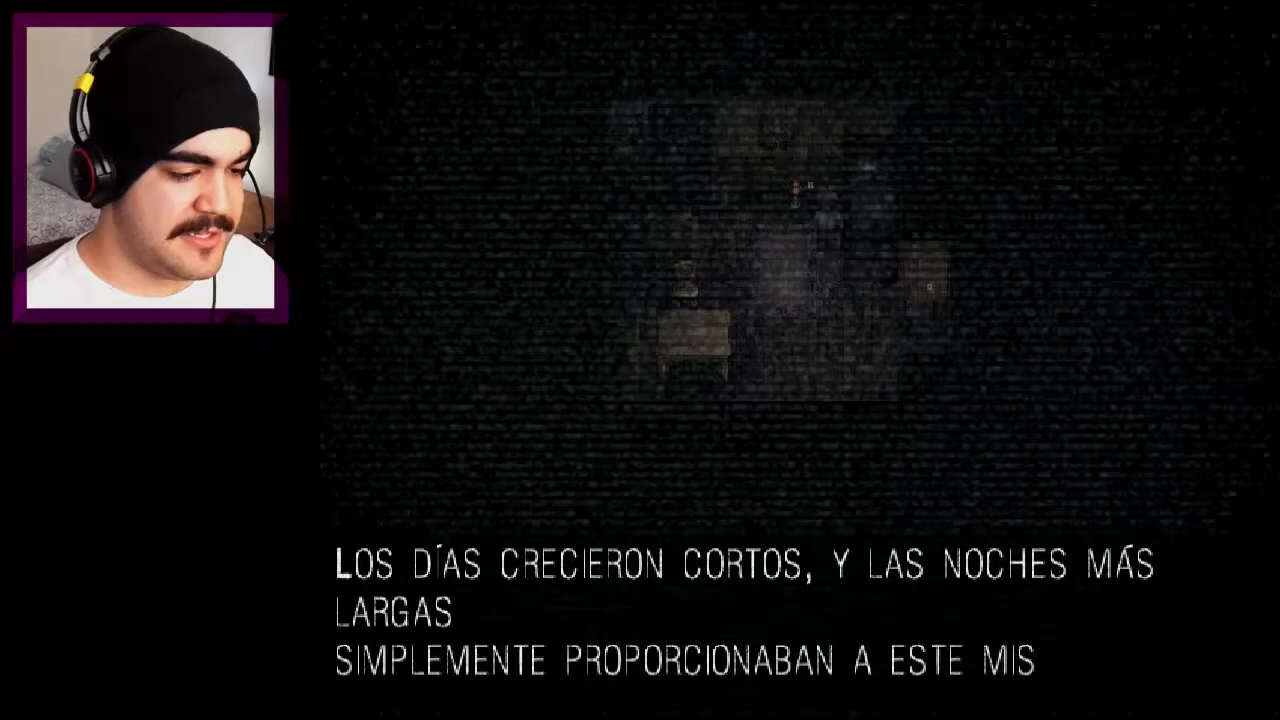 LOS DÍAS CRECIERON CORTOS, Y LAS NOCHES MÁS
LARGAS
SIMPLEMENTE PROPORCIONABAN A ESTE MIS